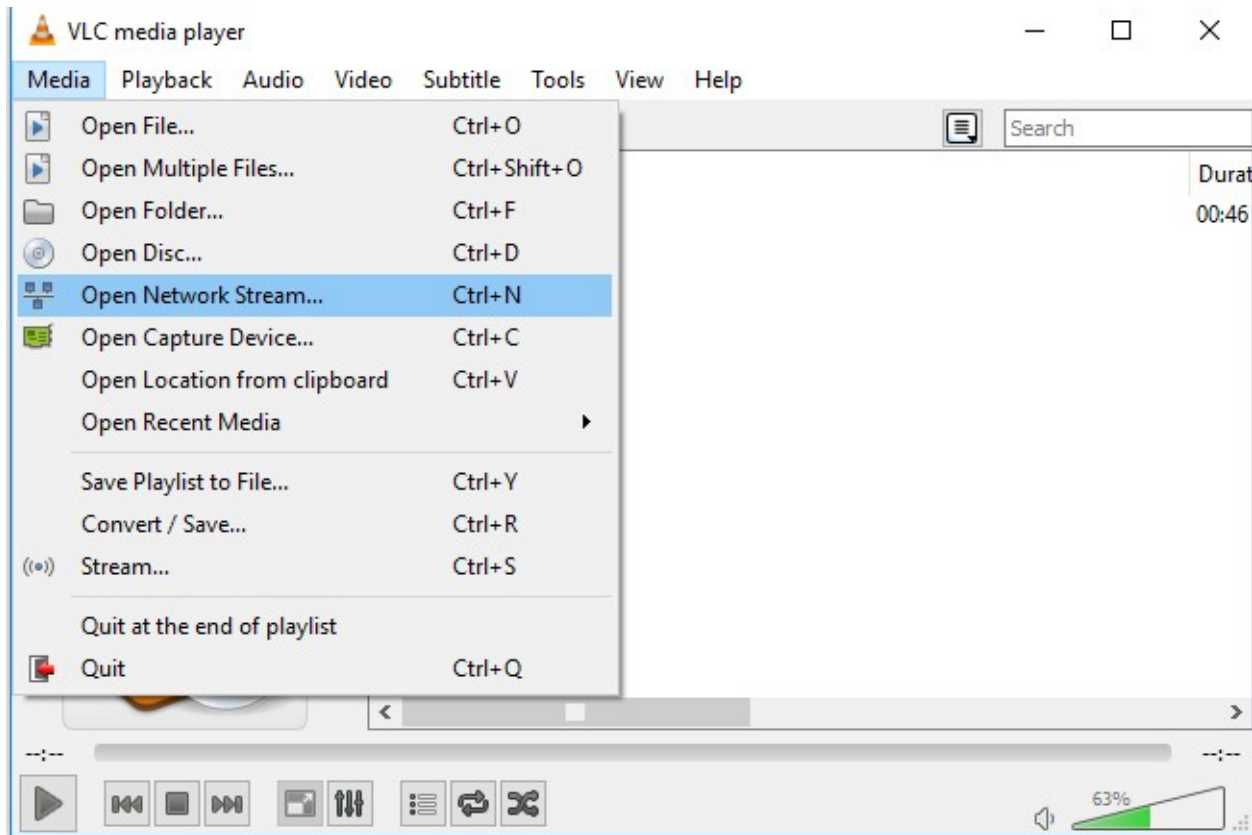 VLC media player
Media Playback Audio Video Subtitle Tools View Help
Open File... Ctrl+O
Search
Open Multiple Files... Ctrl+Shift+O
Durat
Open Folder... Ctrl+F
00:46
Open Disc... Ctrl+D
Open Network Stream... Ctrl+N
Open Capture Device... Ctrl+C
Open Location from clipboard Ctrl+V
Open Recent Media
Save Playlist to File... Ctrl+Y
Convert / Save... Ctrl+R
Stream... Ctrl+S
Quit at the end of playlist
Quit Ctrl+Q
--:-- --:--
63%